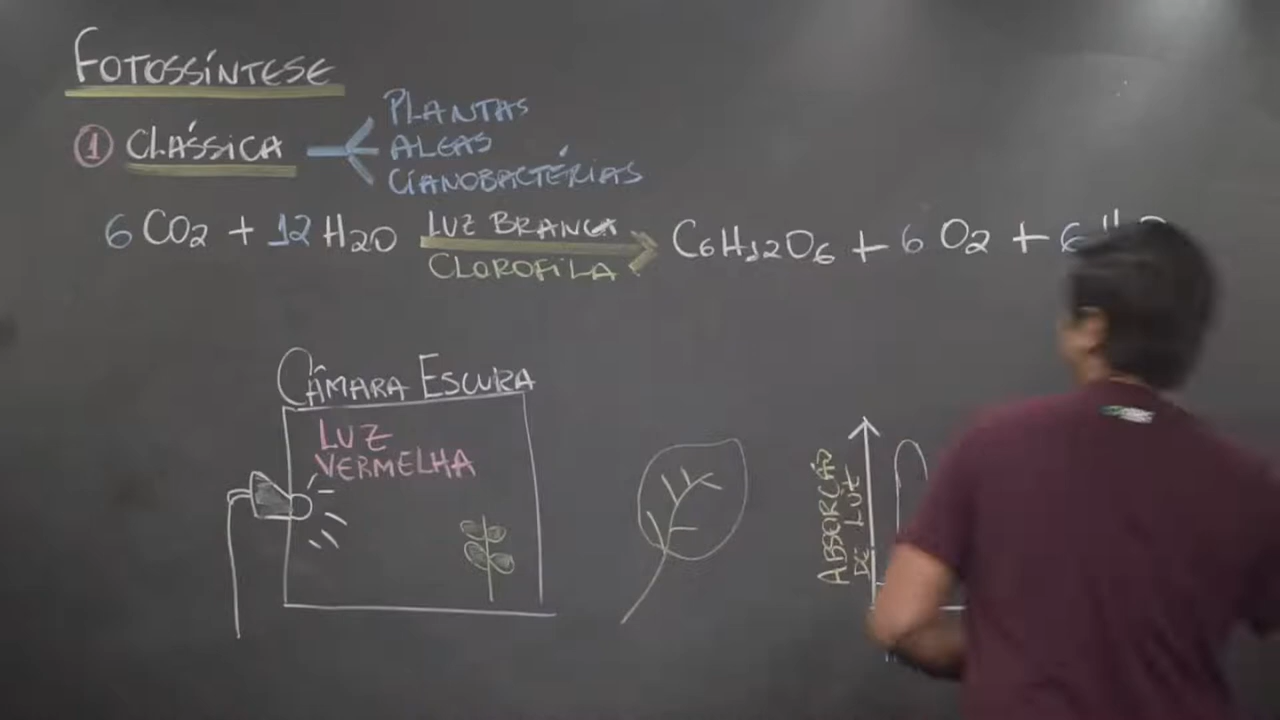 FOTOSSÍNTESE
1 CLÁSSICA
PLANTAS
ALGAS
CIANOBACTÉRIAS
6 CO2 + 12 H2O LUZ BRANCA CLOROFILA C6H12O6 + 6 O2 + 6
CÂMARA ESCURA
LUZ
VERMELHA
ABSORÇÃO
DE LUZ